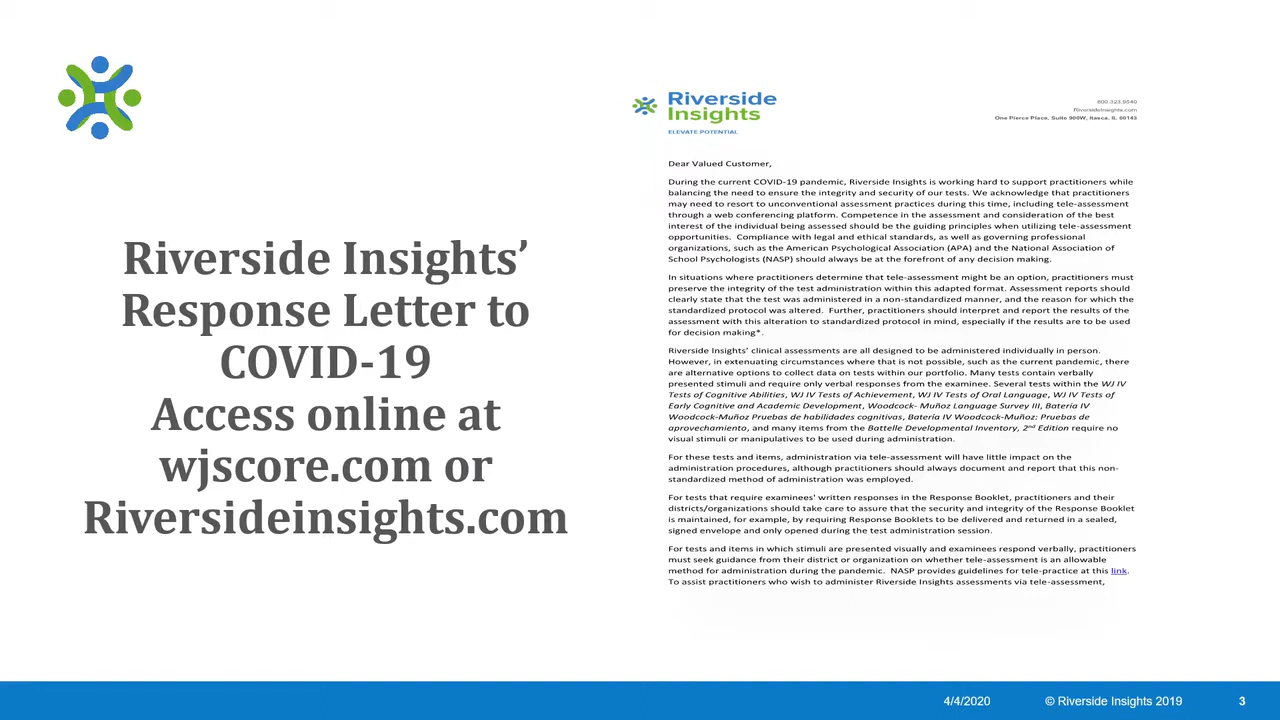 Riverside Insights’
Response Letter to
COVID-19
Access online at
wjscore.com or
Riversideinsights.com
Riverside
Insights
ELEVATE POTENTIAL
800.323.9540
Riversideinsights.com
One Pierce Place, Suite 900W, Itasca, IL 60143
Dear Valued Customer,
During the current COVID-19 pandemic, Riverside Insights is working hard to support practitioners while
balancing the need to ensure the integrity and security of our tests. We acknowledge that practitioners
may need to resort to unconventional assessment practices during this time, including tele-assessment
through a web conferencing platform. Competence in the assessment and consideration of the best
interest of the individual being assessed should be the guiding principles when utilizing tele-assessment
opportunities. Compliance with legal and ethical standards, as well as governing professional
organizations, such as the American Psychological Association (APA) and the National Association of
School Psychologists (NASP) should always be at the forefront of any decision making.
In situations where practitioners determine that tele-assessment might be an option, practitioners must
preserve the integrity of the test administration within this adapted format. Assessment reports should
clearly state that the test was administered in a non-standardized manner, and the reason for which the
standardized protocol was altered. Further, practitioners should interpret and report the results of the
assessment with this alteration to standardized protocol in mind, especially if the results are to be used
for decision making*.
Riverside Insights’ clinical assessments are all designed to be administered individually in person.
However, in extenuating circumstances where that is not possible, such as the current pandemic, there
are alternative options to collect data on tests within our portfolio. Many tests contain verbally
presented stimuli and require only verbal responses from the examinee. Several tests within the WJ IV
Tests of Cognitive Abilities, WJ IV Tests of Achievement, WJ IV Tests of Oral Language, WJ IV Tests of
Early Cognitive and Academic Development, Woodcock- Muñoz Language Survey III, Batería IV
Woodcock-Muñoz Pruebas de habilidades cognitivas, Batería IV Woodcock-Muñoz: Pruebas de
aprovechamiento, and many items from the Battelle Developmental Inventory, 2nd Edition require no
visual stimuli or manipulatives to be used during administration.
For these tests and items, administration via tele-assessment will have little impact on the
administration procedures, although practitioners should always document and report that this non-
standardized method of administration was employed.
For tests that require examinees' written responses in the Response Booklet, practitioners and their
districts/organizations should take care to assure that the security and integrity of the Response Booklet
is maintained, for example, by requiring Response Booklets to be delivered and returned in a sealed,
signed envelope and only opened during the test administration session.
For tests and items in which stimuli are presented visually and examinees respond verbally, practitioners
must seek guidance from their district or organization on whether tele-assessment is an allowable
method for administration during the pandemic. NASP provides guidelines for tele-practice at this link.
To assist practitioners who wish to administer Riverside Insights assessments via tele-assessment,
4/4/2020
© Riverside Insights 2019
3